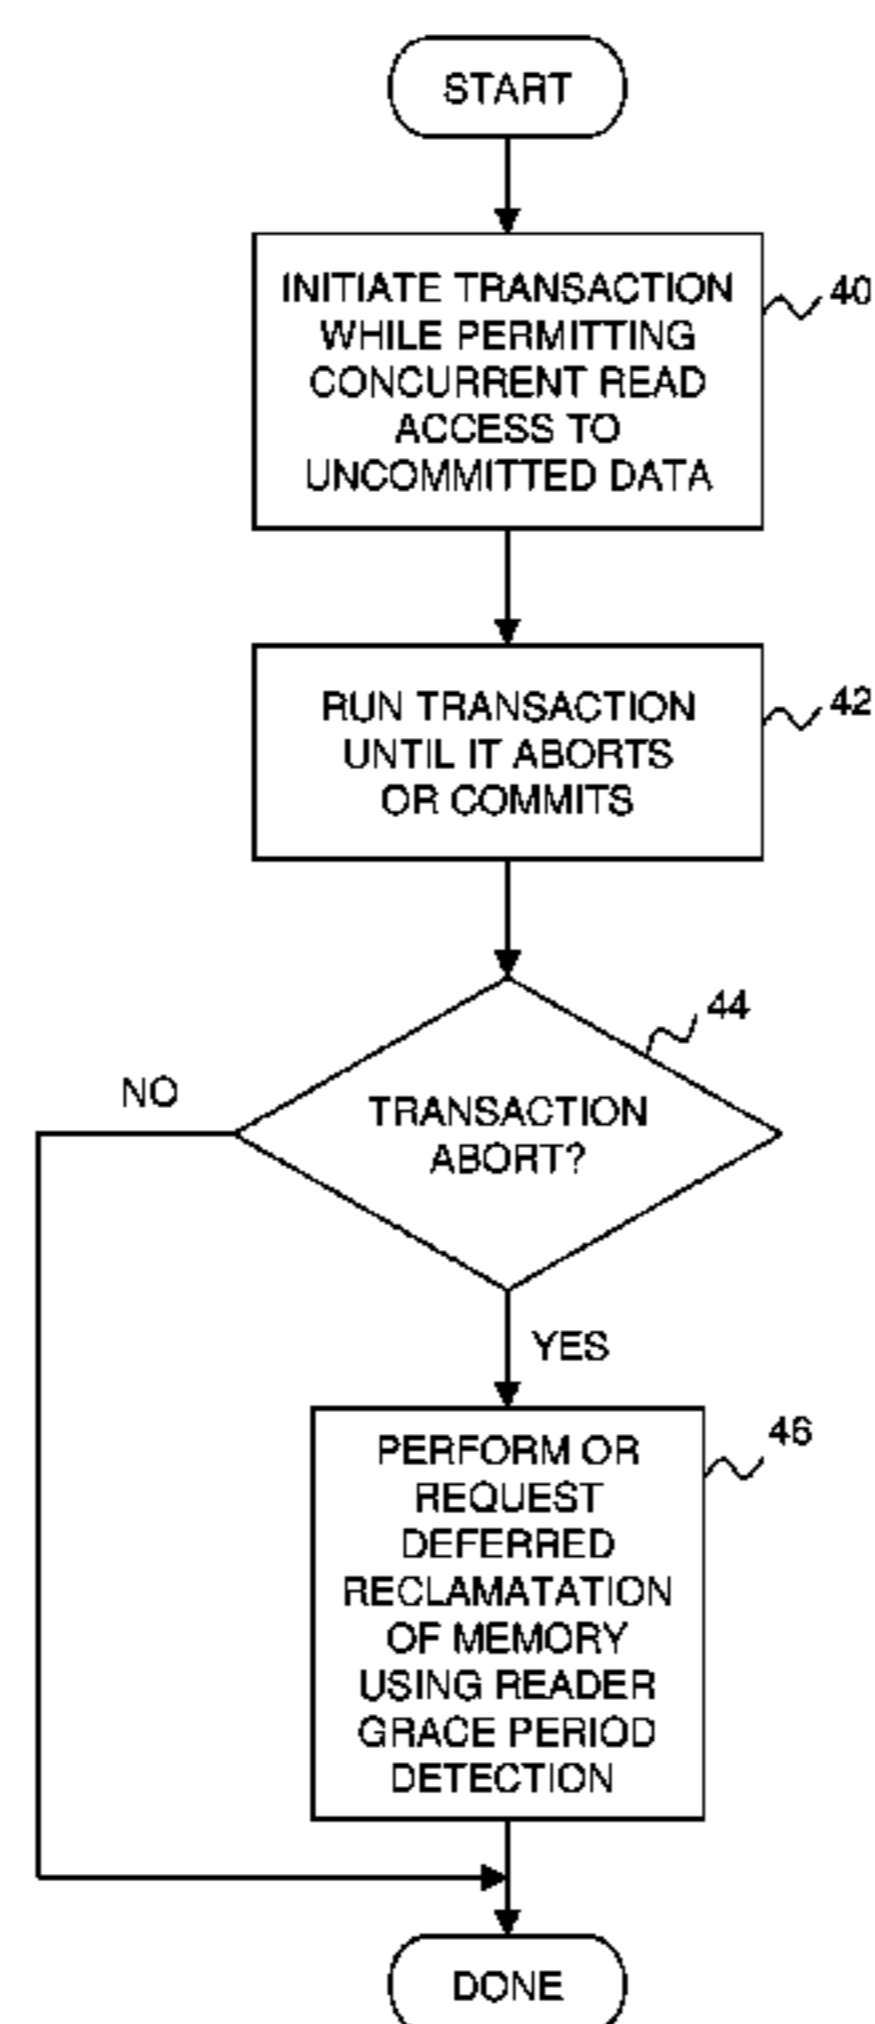 START
INITIATE TRANSACTION
WHILE PERMITTING
CONCURRENT READ
ACCESS TO
UNCOMMITTED DATA
40
RUN TRANSACTION
UNTIL IT ABORTS
OR COMMITS
42
44
NO
TRANSACTION
ABORT?
YES
PERFORM OR
REQUEST
DEFERRED
RECLAMATATION
OF MEMORY
USING READER
GRACE PERIOD
DETECTION
46
DONE